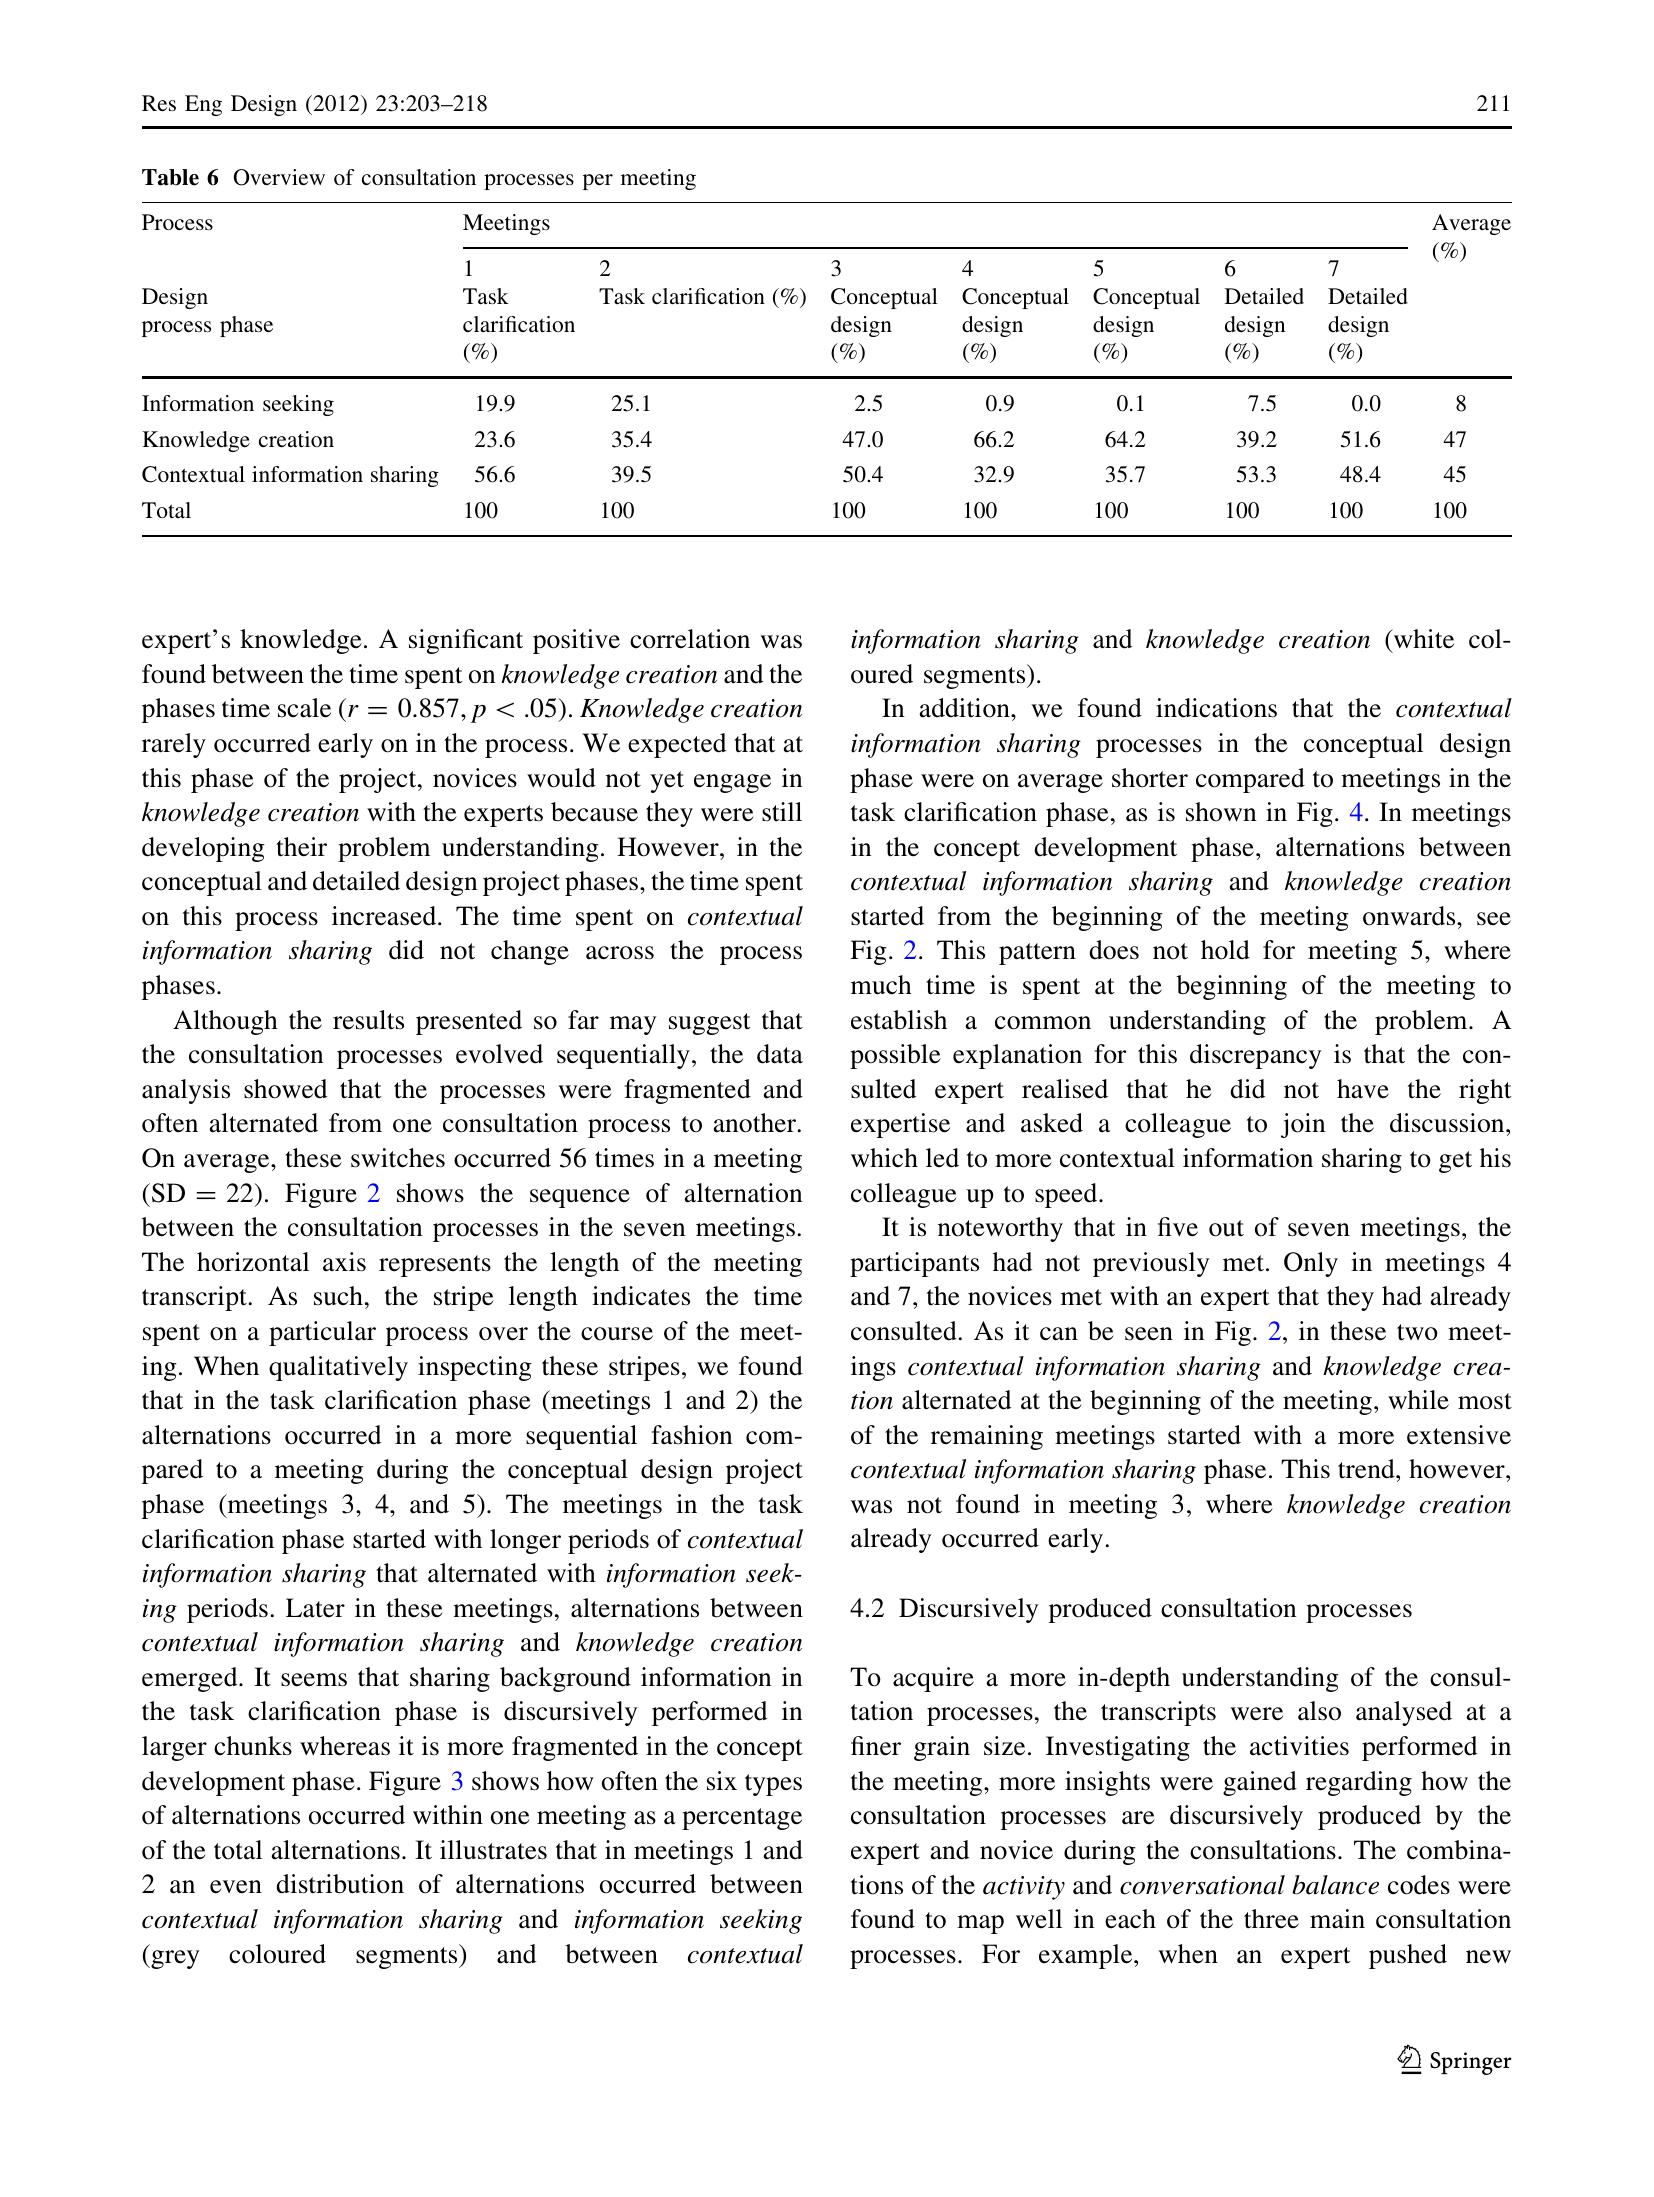 Res Eng Design (2012) 23:203–218 211
Table 6 Overview of consultation processes per meeting
Process Meetings Average
(%)
1 2 3 4 5 6 7
Design Task Task clarification (%) Conceptual Conceptual Conceptual Detailed Detailed
process phase clarification design design design design design
(%) (%) (%) (%) (%) (%)
Information seeking 19.9 25.1 2.5 0.9 0.1 7.5 0.0 8
Knowledge creation 23.6 35.4 47.0 66.2 64.2 39.2 51.6 47
Contextual information sharing 56.6 39.5 50.4 32.9 35.7 53.3 48.4 45
Total 100 100 100 100 100 100 100 100
expert's knowledge. A significant positive correlation was
found between the time spent on knowledge creation and the
phases time scale (r = 0.857, p < .05). Knowledge creation
rarely occurred early on in the process. We expected that at
this phase of the project, novices would not yet engage in
knowledge creation with the experts because they were still
developing their problem understanding. However, in the
conceptual and detailed design project phases, the time spent
on this process increased. The time spent on contextual
information sharing did not change across the process
phases.
Although the results presented so far may suggest that
the consultation processes evolved sequentially, the data
analysis showed that the processes were fragmented and
often alternated from one consultation process to another.
On average, these switches occurred 56 times in a meeting
(SD = 22). Figure 2 shows the sequence of alternation
between the consultation processes in the seven meetings.
The horizontal axis represents the length of the meeting
transcript. As such, the stripe length indicates the time
spent on a particular process over the course of the meet-
ing. When qualitatively inspecting these stripes, we found
that in the task clarification phase (meetings 1 and 2) the
alternations occurred in a more sequential fashion com-
pared to a meeting during the conceptual design project
phase (meetings 3, 4, and 5). The meetings in the task
clarification phase started with longer periods of contextual
information sharing that alternated with information seek-
ing periods. Later in these meetings, alternations between
contextual information sharing and knowledge creation
emerged. It seems that sharing background information in
the task clarification phase is discursively performed in
larger chunks whereas it is more fragmented in the concept
development phase. Figure 3 shows how often the six types
of alternations occurred within one meeting as a percentage
of the total alternations. It illustrates that in meetings 1 and
2 an even distribution of alternations occurred between
contextual information sharing and information seeking
(grey coloured segments) and between contextual
information sharing and knowledge creation (white col-
oured segments).
In addition, we found indications that the contextual
information sharing processes in the conceptual design
phase were on average shorter compared to meetings in the
task clarification phase, as is shown in Fig. 4. In meetings
in the concept development phase, alternations between
contextual information sharing and knowledge creation
started from the beginning of the meeting onwards, see
Fig. 2. This pattern does not hold for meeting 5, where
much time is spent at the beginning of the meeting to
establish a common understanding of the problem. A
possible explanation for this discrepancy is that the con-
sulted expert realised that he did not have the right
expertise and asked a colleague to join the discussion,
which led to more contextual information sharing to get his
colleague up to speed.
It is noteworthy that in five out of seven meetings, the
participants had not previously met. Only in meetings 4
and 7, the novices met with an expert that they had already
consulted. As it can be seen in Fig. 2, in these two meet-
ings contextual information sharing and knowledge crea-
tion alternated at the beginning of the meeting, while most
of the remaining meetings started with a more extensive
contextual information sharing phase. This trend, however,
was not found in meeting 3, where knowledge creation
already occurred early.
4.2 Discursively produced consultation processes
To acquire a more in-depth understanding of the consul-
tation processes, the transcripts were also analysed at a
finer grain size. Investigating the activities performed in
the meeting, more insights were gained regarding how the
consultation processes are discursively produced by the
expert and novice during the consultations. The combina-
tions of the activity and conversational balance codes were
found to map well in each of the three main consultation
processes. For example, when an expert pushed new
Springer